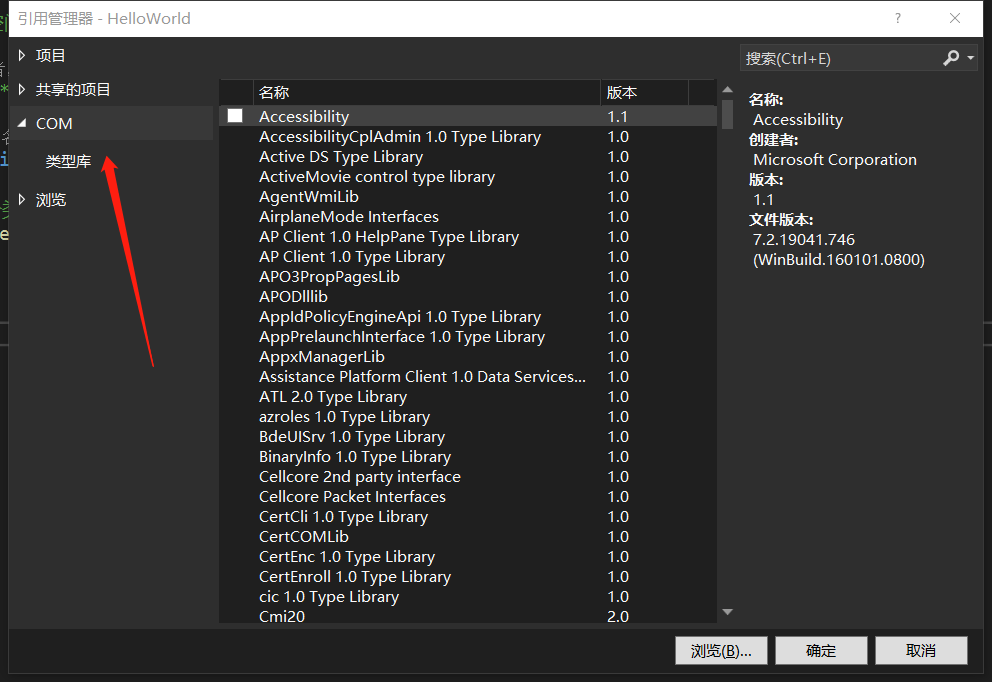 引用管理器 - HelloWorld
?
项目
共享的项目
COM
类型库
浏览
搜索(Ctrl+E)
名称 版本
Accessibility 1.1
AccessibilityCplAdmin 1.0 Type Library 1.0
Active DS Type Library 1.0
ActiveMovie control type library 1.0
AgentWmiLib 1.0
AirplaneMode Interfaces 1.0
AP Client 1.0 HelpPane Type Library 1.0
AP Client 1.0 Type Library 1.0
APO3PropPagesLib 1.0
APODlllib 1.0
AppIdPolicyEngineApi 1.0 Type Library 1.0
AppPrelaunchInterface 1.0 Type Library 1.0
AppxManagerLib 1.0
Assistance Platform Client 1.0 Data Services... 1.0
ATL 2.0 Type Library 1.0
azroles 1.0 Type Library 1.0
BdeUISrv 1.0 Type Library 1.0
BinaryInfo 1.0 Type Library 1.0
Cellcore 2nd party interface 1.0
Cellcore Packet Interfaces 1.0
CertCli 1.0 Type Library 1.0
CertCOMLib 1.0
CertEnc 1.0 Type Library 1.0
CertEnroll 1.0 Type Library 1.0
cic 1.0 Type Library 1.0
Cmi20 2.0
名称:
Accessibility
创建者:
Microsoft Corporation
版本:
1.1
文件版本:
7.2.19041.746
(WinBuild.160101.0800)
浏览(B)... 确定 取消